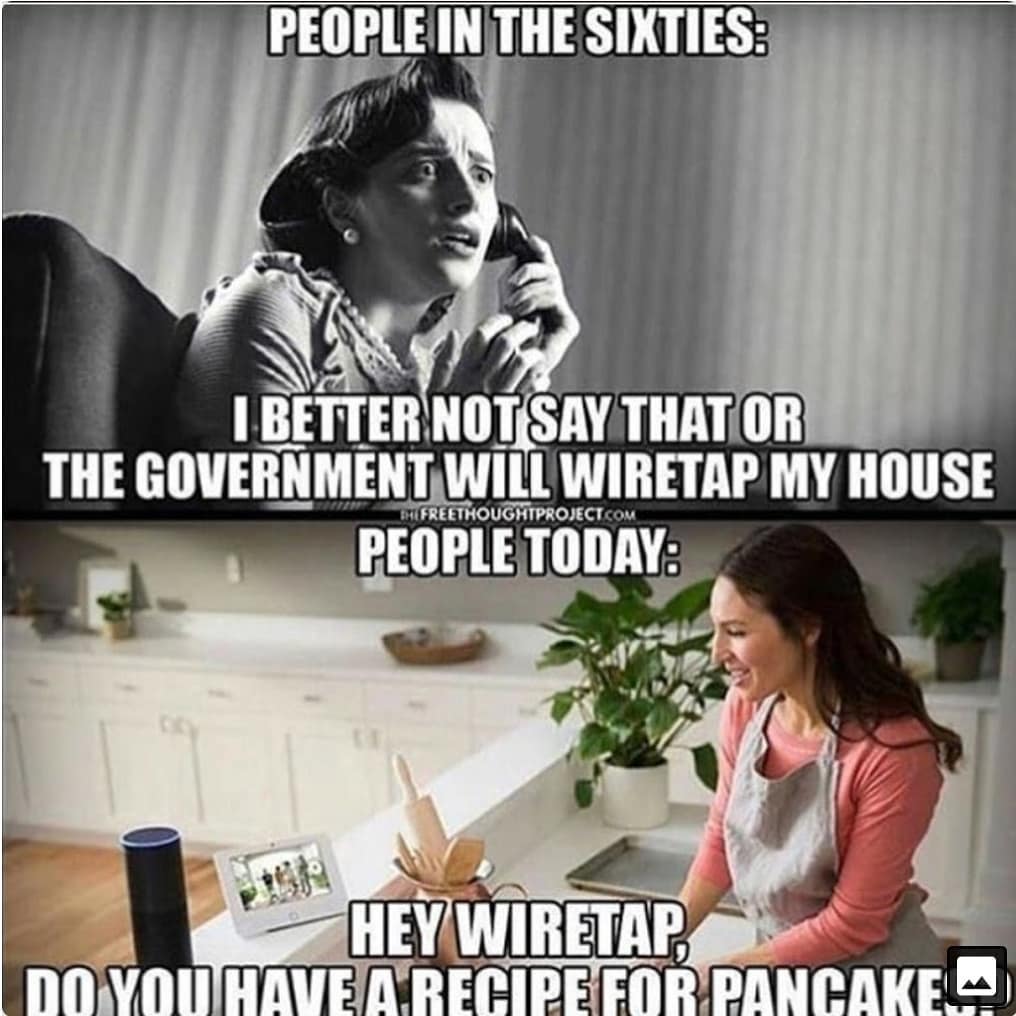 PEOPLE IN THE SIXTIES:
I BETTER NOT SAY THAT OR
THE GOVERNMENT WILL WIRETAP MY HOUSE
THEFREETHOUGHTPROJECT.COM
PEOPLE TODAY:
HEY WIRETAP,
DO YOU HAVE A RECIPE FOR PANCAKE